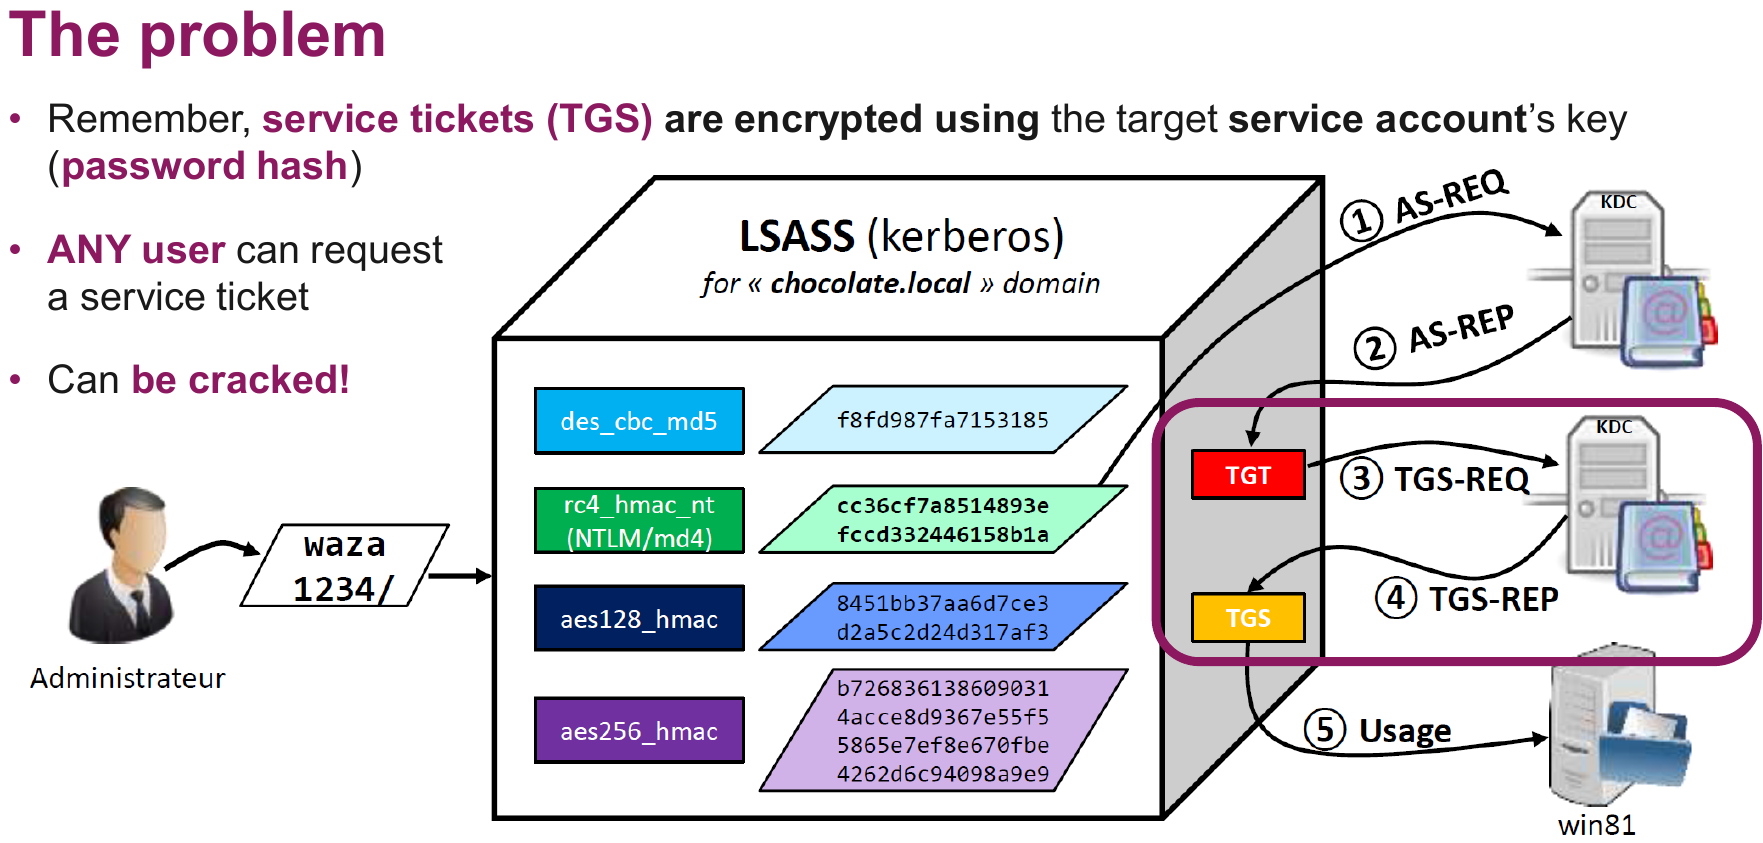 The problem
• Remember, service tickets (TGS) are encrypted using the target service account’s key
(password hash)
• ANY user can request
a service ticket
• Can be cracked!
LSASS (kerberos)
for « chocolate.local » domain
① AS-REQ
KDC
② AS-REP
des_cbc_md5
f8fd987fa7153185
rc4_hmac_nt
(NTLM/md4)
cc36cf7a8514893e
fccd332446158b1a
aes128_hmac
8451bb37aa6d7ce3
d2a5c2d24d317af3
aes256_hmac
b726836138609031
4acce8d9367e55f5
5865e7ef8e670fbe
4262d6c94098a9e9
waza
1234/
Administrateur
TGT
③ TGS-REQ
KDC
④ TGS-REP
TGS
⑤ Usage
win81